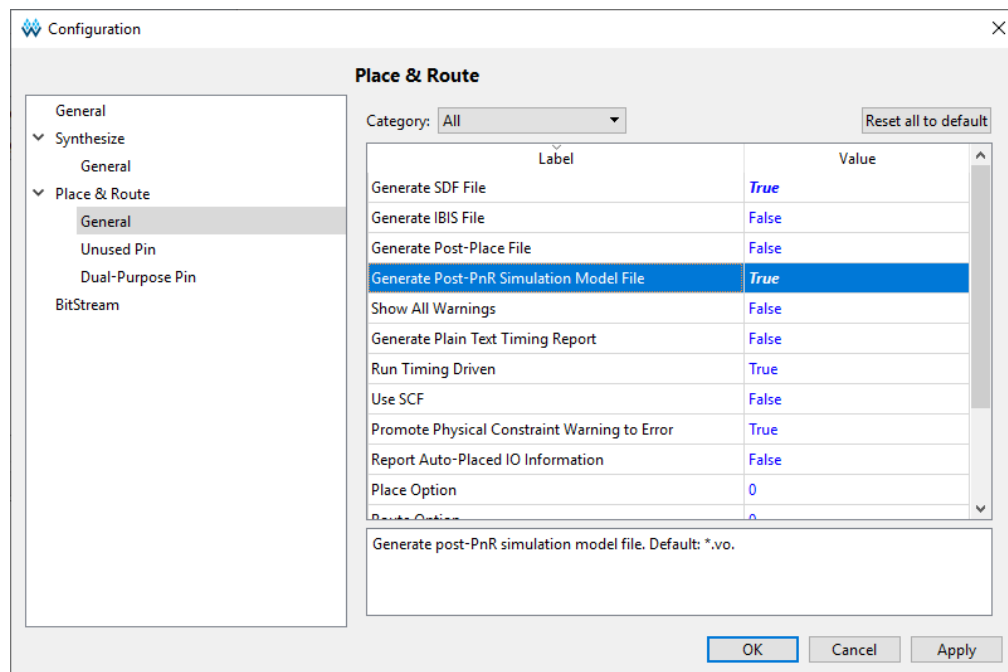 Configuration
Place & Route
General
Synthesize
General
Place & Route
General
Unused Pin
Dual-Purpose Pin
BitStream
Category: All
Reset all to default
Label Value
Generate SDF File True
Generate IBIS File False
Generate Post-Place File False
Generate Post-PnR Simulation Model File True
Show All Warnings False
Generate Plain Text Timing Report False
Run Timing Driven True
Use SCF False
Promote Physical Constraint Warning to Error True
Report Auto-Placed IO Information False
Place Option 0
Route Option 0
Generate post-PnR simulation model file. Default: *.vo.
OK Cancel Apply